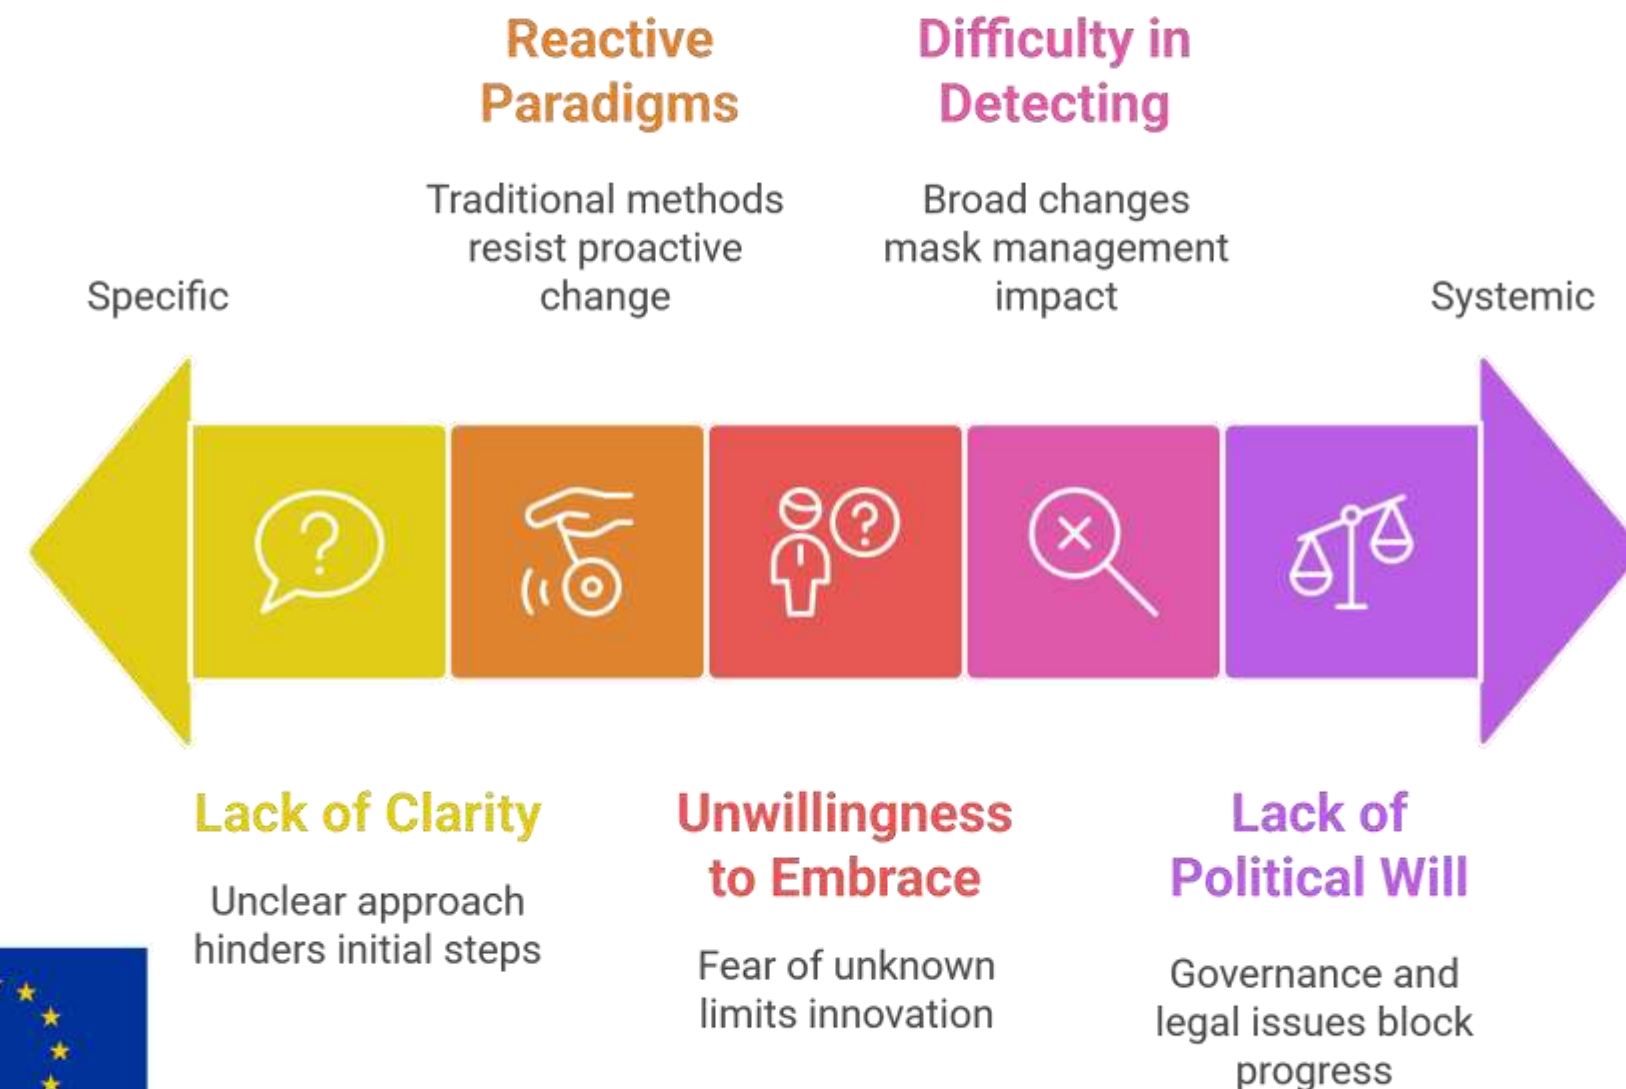 Reactive
Paradigms
Traditional methods
resist proactive
change
Difficulty in
Detecting
Broad changes
mask management
impact
Specific
Systemic
?
?
Lack of Clarity
Unclear approach
hinders initial steps
Unwillingness
to Embrace
Fear of unknown
limits innovation
Lack of
Political Will
Governance and
legal issues block
progress